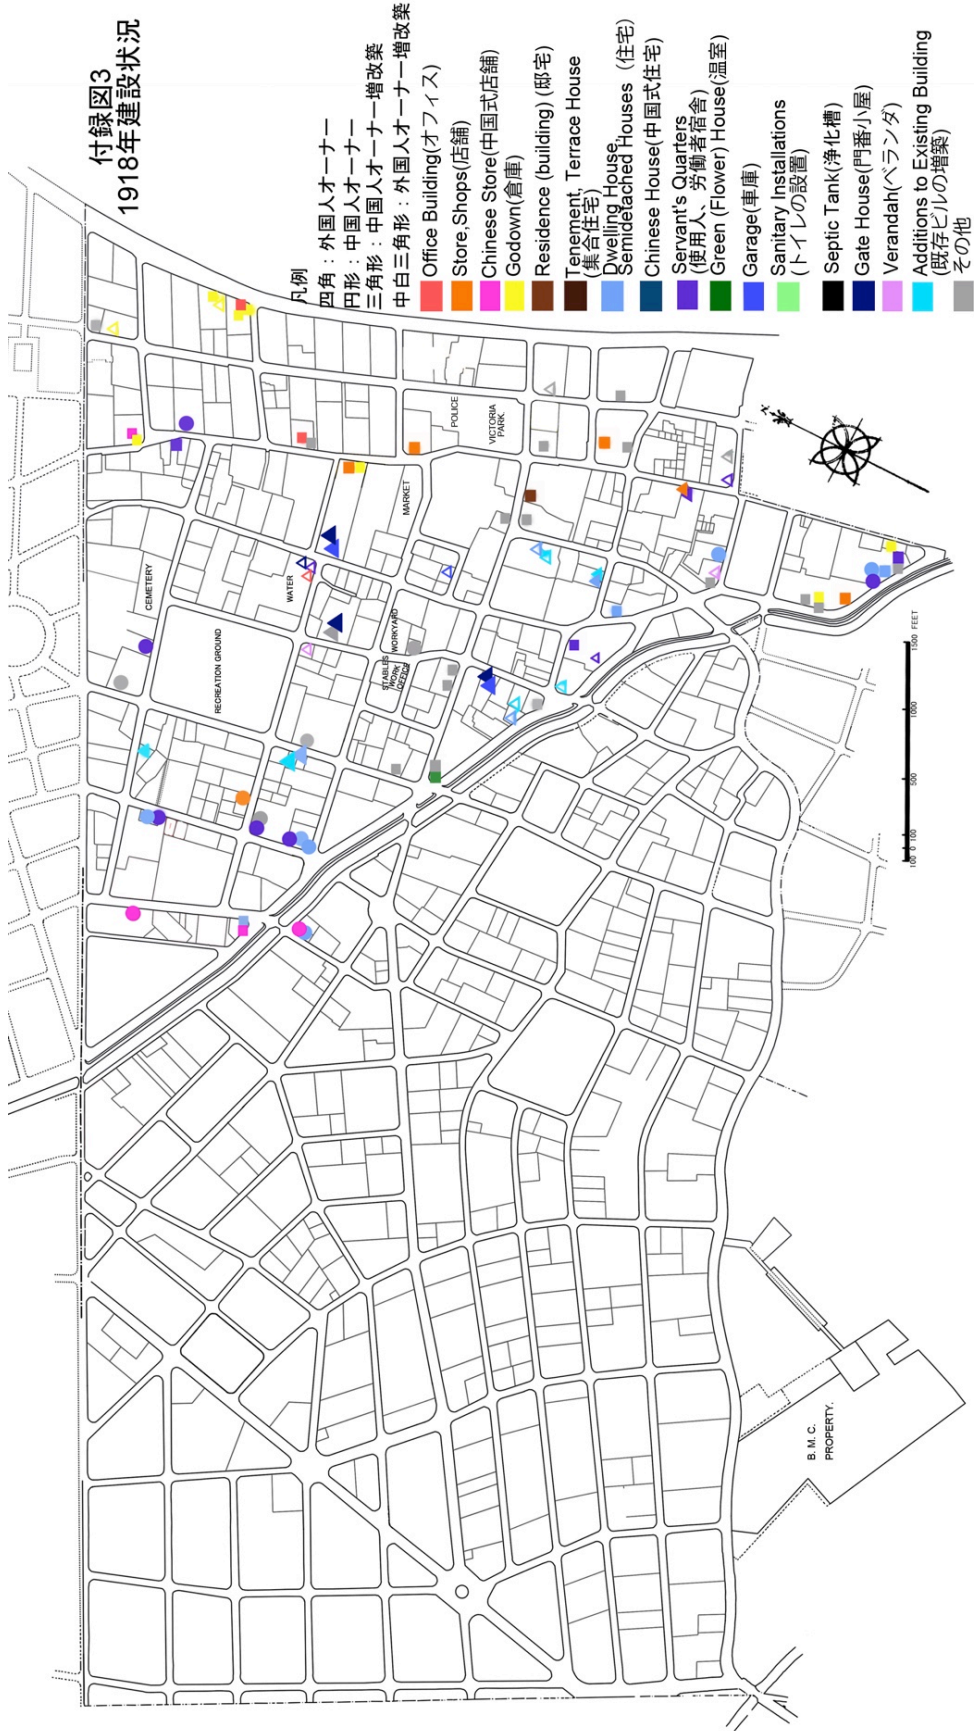 付録図3
1918年建設状況
凡例
四角：外国人オーナー
円形：中国人オーナー
三角形：中国人オーナー増改築
中白三角形：外国人オーナー増改築
Office Building(オフィス)
Store,Shops(店舗)
Chinese Store(中国式店舗)
Godown(倉庫)
Residence (building) (邸宅)
Tenement, Terrace House
(集合住宅)
Dwelling House,
Semidetached Houses (住宅)
Chinese House(中国式住宅)
Servant's Quarters
(使用人、労働者宿舎)
Green (Flower) House(温室)
Garage(車庫)
Sanitary Installations
(トイレの設置)
Septic Tank(浄化槽)
Gate House(門番小屋)
Verandah(ベランダ)
Additions to Existing Building
(既存ビルの増築)
その他
CEMETERY
RECREATION GROUND
WATER
MARKET
POLICE
VICTORIA
PARK.
WORKYARD
STABLES
WORK
OFFICE
100 0 100 500 1000 1500 FEET
B. M. C.
PROPERTY.